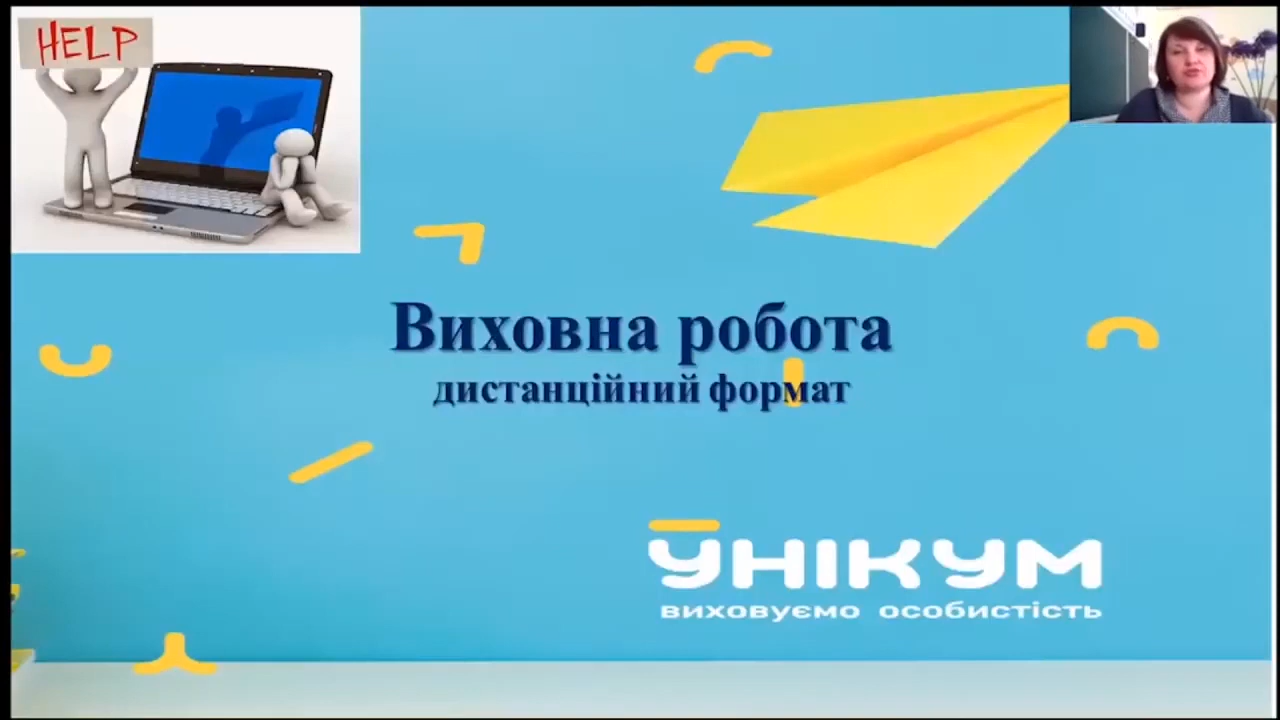 HELP
Виховна робота
дистанційний формат
УНІКУМ
виховуємо особистість